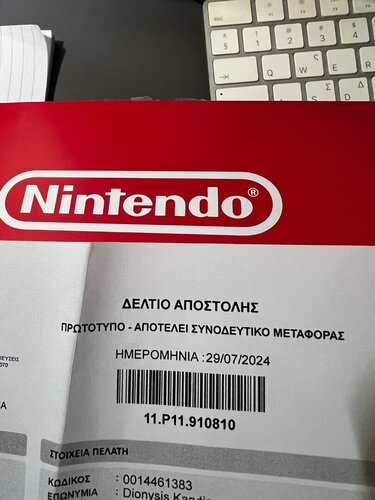 Nintendo®
ΔΕΛΤΙΟ ΑΠΟΣΤΟΛΗΣ
ΠΡΩΤΟΤΥΠΟ - ΑΠΟΤΕΛΕΙ ΣΥΝΟΔΕΥΤΙΚΟ ΜΕΤΑΦΟΡΑΣ
ΗΜΕΡΟΜΗΝΙΑ :29/07/2024
11.P11.910810
ΣΤΟΙΧΕΙΑ ΠΕΛΑΤΗ
ΚΩΔΙΚΟΣ : 0014461383
ΕΠΩΝΥΜΙΑ : Dionysis